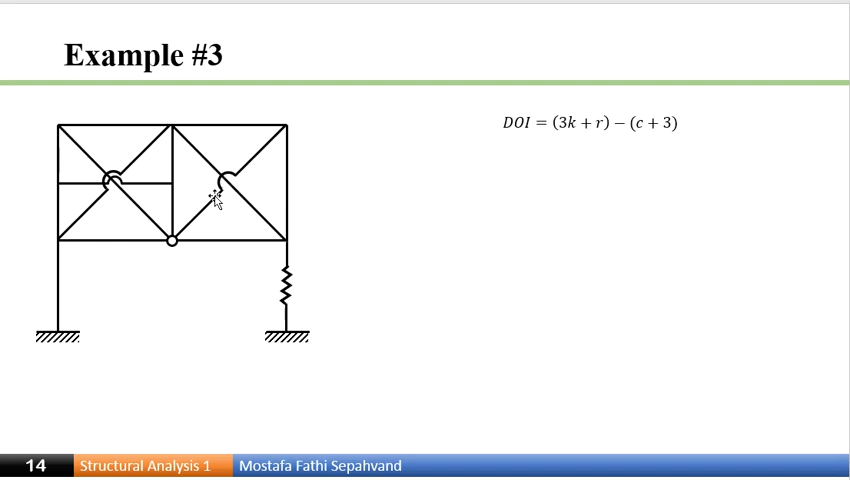 Example #3
DOI = (3k + r) − (c + 3)
14 Structural Analysis 1 Mostafa Fathi Sepahvand